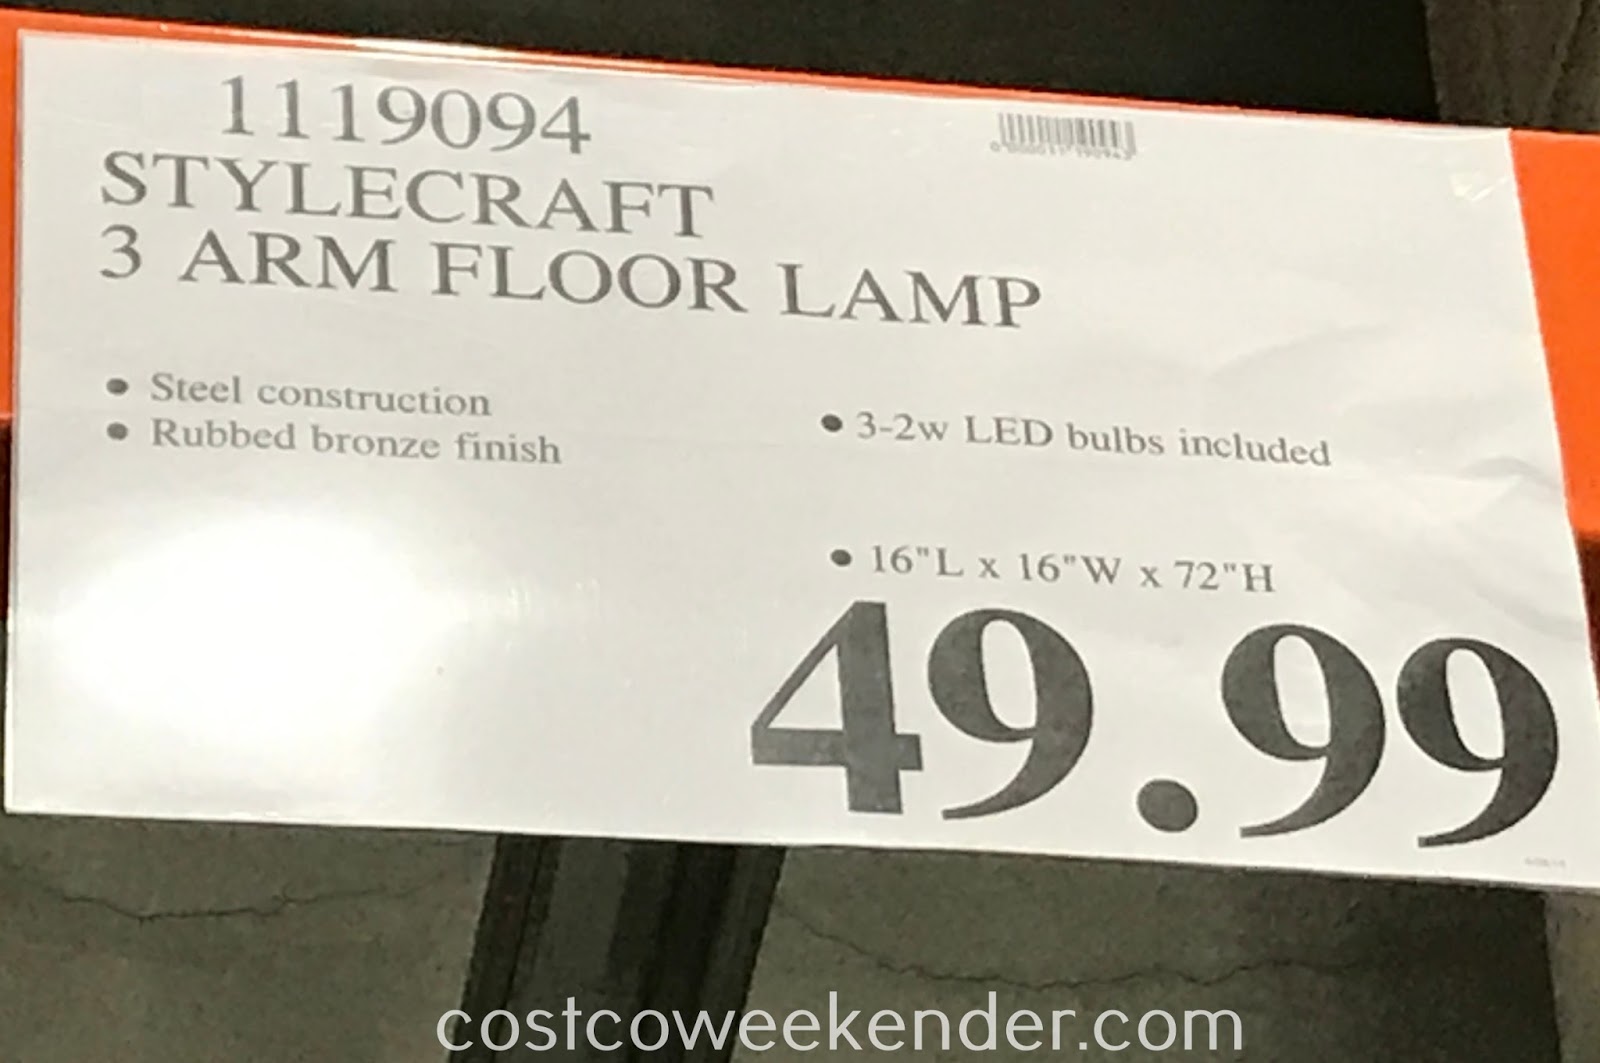 1119094
STYLECRAFT
3 ARM FLOOR LAMP
• Steel construction
• Rubbed bronze finish
• 3-2w LED bulbs included
• 16"L x 16"W x 72"H
49.99
costcoweekender.com